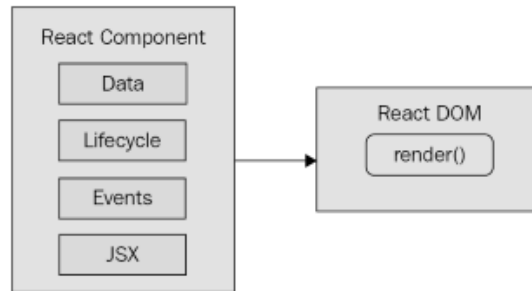 React Component
Data
Lifecycle
Events
JSX
React DOM
render()